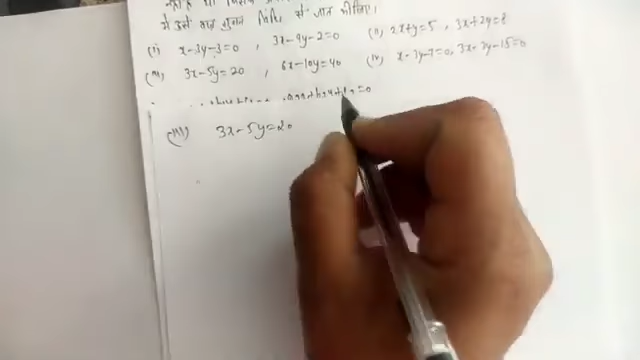 में उसे वज्र गुणन विधि से ज्ञात कीजिए।
(i) x-3y-3=0 , 3x-9y-2=0 (ii) 2x+y=5 , 3x+2y=8
(iii) 3x-5y=20 , 6x-10y=40 (iv) x-3y-7=0, 3x-3y-15=0
(iii) 3x-5y=20